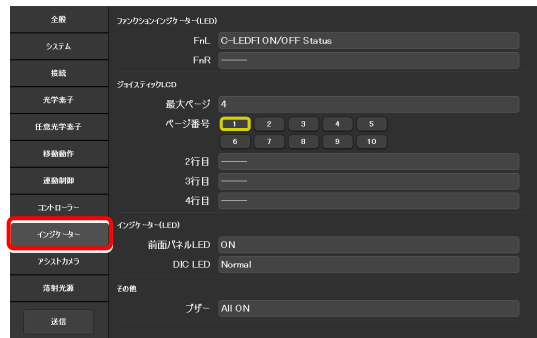 全般
システム
接続
光学素子
任意光学素子
移動動作
連動制御
コントローラー
インジケーター
アシストカメラ
落射光源
送信
ファンクションインジケーター(LED)
FnL C-LEDFI ON/OFF Status
FnR ――
ジョイスティックLCD
最大ページ 4
ページ番号 1 2 3 4 5
6 7 8 9 10
2行目 ――
3行目 ――
4行目 ――
インジケーター(LED)
前面パネルLED ON
DIC LED Normal
その他
ブザー All ON